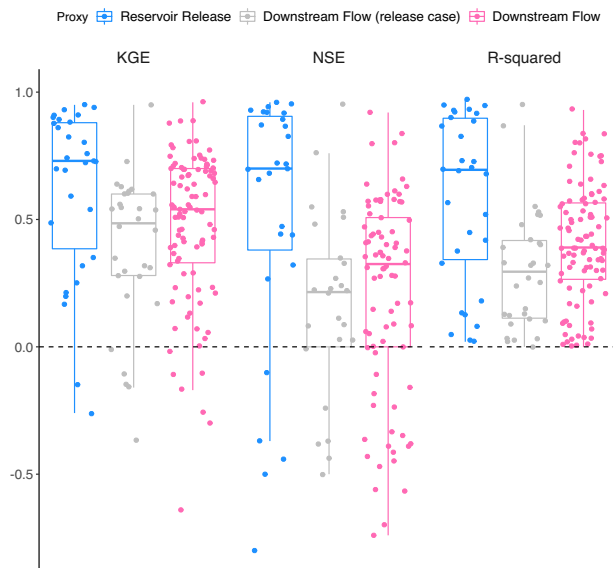 Proxy Reservoir Release Downstream Flow (release case) Downstream Flow
KGE NSE R-squared
1.0
0.5
0.0
-0.5